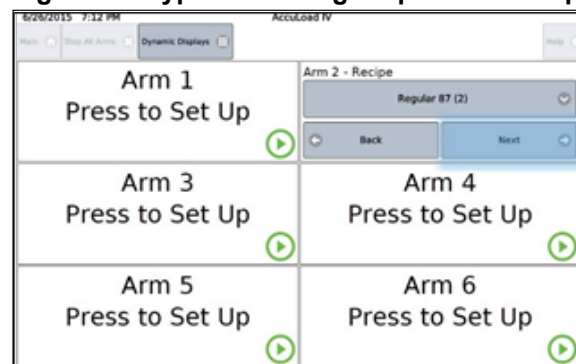 6/26/2015 7:12 PM AccuLoad IV
Main Stop All Arms Dynamic Displays Help
Arm 1
Press to Set Up
Arm 2 - Recipe
Regular 87 (2)
Back Next
Arm 3
Press to Set Up
Arm 4
Press to Set Up
Arm 5
Press to Set Up
Arm 6
Press to Set Up